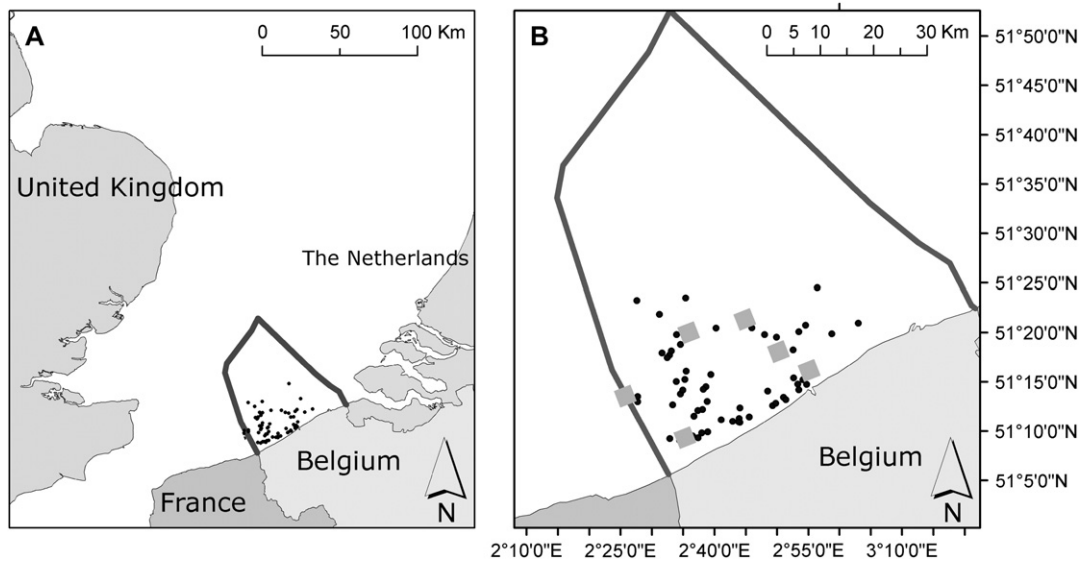 A
0 50 100 Km
United Kingdom
The Netherlands
Belgium
France
N
B
0 5 10 20 30 Km
51°50'0"N
51°45'0"N
51°40'0"N
51°35'0"N
51°30'0"N
51°25'0"N
51°20'0"N
51°15'0"N
51°10'0"N
51°5'0"N
Belgium
N
2°10'0"E 2°25'0"E 2°40'0"E 2°55'0"E 3°10'0"E